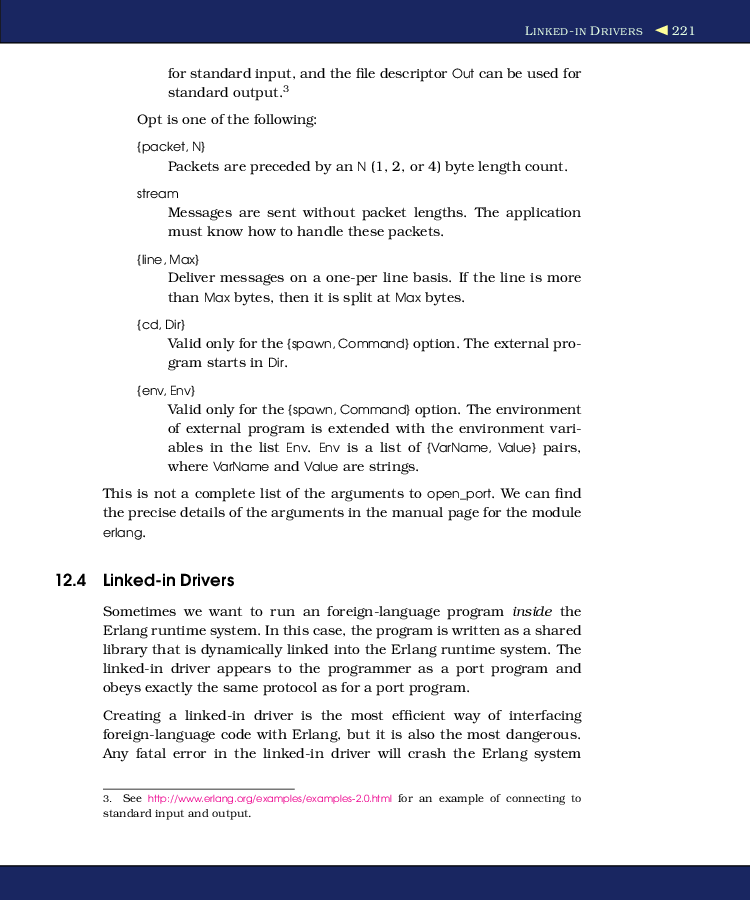 LINKED-IN DRIVERS ◀ 221
for standard input, and the file descriptor Out can be used for
standard output.3
Opt is one of the following:
{packet, N}
Packets are preceded by an N (1, 2, or 4) byte length count.
stream
Messages are sent without packet lengths. The application
must know how to handle these packets.
{line, Max}
Deliver messages on a one-per line basis. If the line is more
than Max bytes, then it is split at Max bytes.
{cd, Dir}
Valid only for the {spawn, Command} option. The external pro-
gram starts in Dir.
{env, Env}
Valid only for the {spawn, Command} option. The environment
of external program is extended with the environment vari-
ables in the list Env. Env is a list of {VarName, Value} pairs,
where VarName and Value are strings.
This is not a complete list of the arguments to open_port. We can find
the precise details of the arguments in the manual page for the module
erlang.
12.4 Linked-in Drivers
Sometimes we want to run an foreign-language program inside the
Erlang runtime system. In this case, the program is written as a shared
library that is dynamically linked into the Erlang runtime system. The
linked-in driver appears to the programmer as a port program and
obeys exactly the same protocol as for a port program.
Creating a linked-in driver is the most efficient way of interfacing
foreign-language code with Erlang, but it is also the most dangerous.
Any fatal error in the linked-in driver will crash the Erlang system
3. See http://www.erlang.org/examples/examples-2.0.html for an example of connecting to
standard input and output.